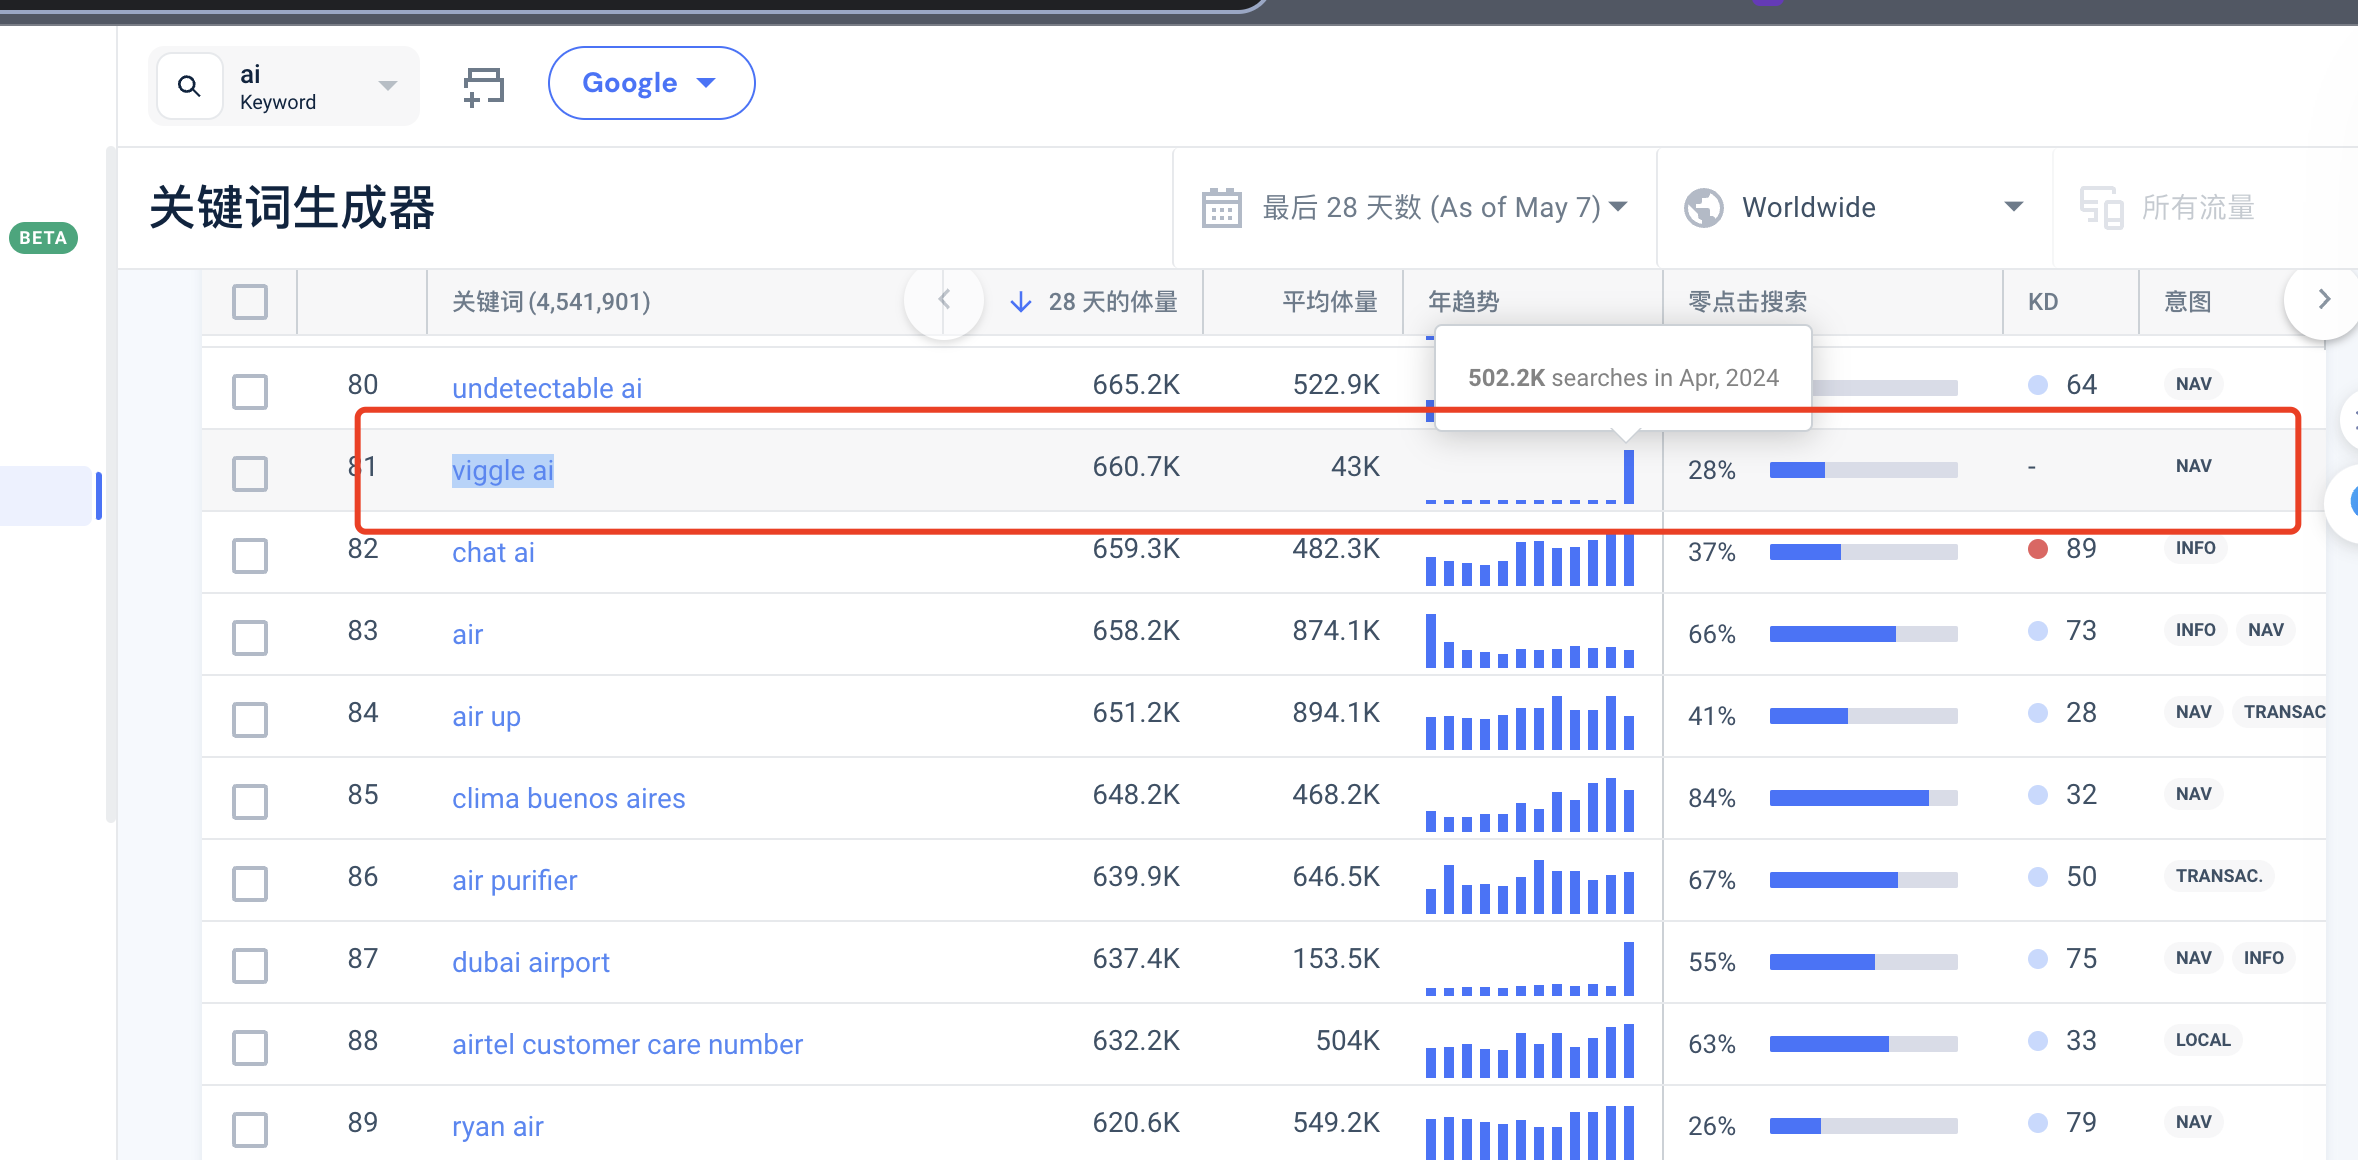 ai
Keyword
Google
BETA
关键词生成器
最后 28 天数 (As of May 7)
Worldwide
所有流量
关键词 (4,541,901) 28 天的体量 平均体量 年趋势 零点击搜索 KD 意图
502.2K searches in Apr, 2024
80 undetectable ai 665.2K 522.9K 64 NAV
81 viggle ai 660.7K 43K 28% - NAV
82 chat ai 659.3K 482.3K 37% 89 INFO
83 air 658.2K 874.1K 66% 73 INFO NAV
84 air up 651.2K 894.1K 41% 28 NAV TRANSAC
85 clima buenos aires 648.2K 468.2K 84% 32 NAV
86 air purifier 639.9K 646.5K 67% 50 TRANSAC.
87 dubai airport 637.4K 153.5K 55% 75 NAV INFO
88 airtel customer care number 632.2K 504K 63% 33 LOCAL
89 ryan air 620.6K 549.2K 26% 79 NAV